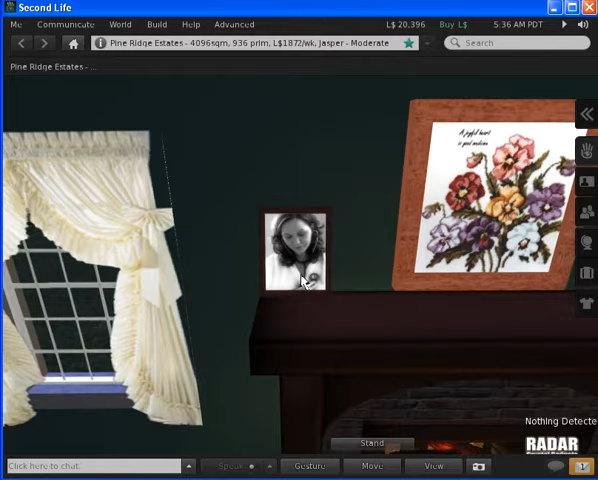 Second Life
Me Communicate World Build Help Advanced L$ 20,396 Buy L$ 5:36 AM PDT
Pine Ridge Estates - 4096sqm, 936 prim, L$1872/wk, Jasper - Moderate Search
Pine Ridge Estates - ...
A joyful heart
is good medicine
Nothing Detecte
Stand
RADAR
Click here to chat. Speak Gesture Move View 1